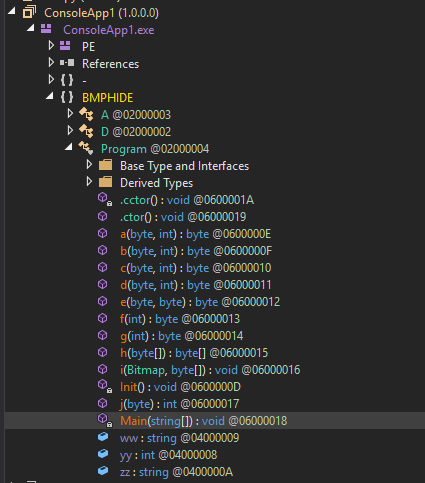 ConsoleApp1 (1.0.0.0)
ConsoleApp1.exe
PE
References
{ } -
{ } BMPHIDE
A @02000003
D @02000002
Program @02000004
Base Type and Interfaces
Derived Types
.cctor() : void @0600001A
.ctor() : void @06000019
a(byte, int) : byte @0600000E
b(byte, int) : byte @0600000F
c(byte, int) : byte @06000010
d(byte, int) : byte @06000011
e(byte, byte) : byte @06000012
f(int) : byte @06000013
g(int) : byte @06000014
h(byte[]) : byte[] @06000015
i(Bitmap, byte[]) : void @06000016
Init() : void @0600000D
j(byte) : int @06000017
Main(string[]) : void @06000018
ww : string @04000009
yy : int @04000008
zz : string @0400000A